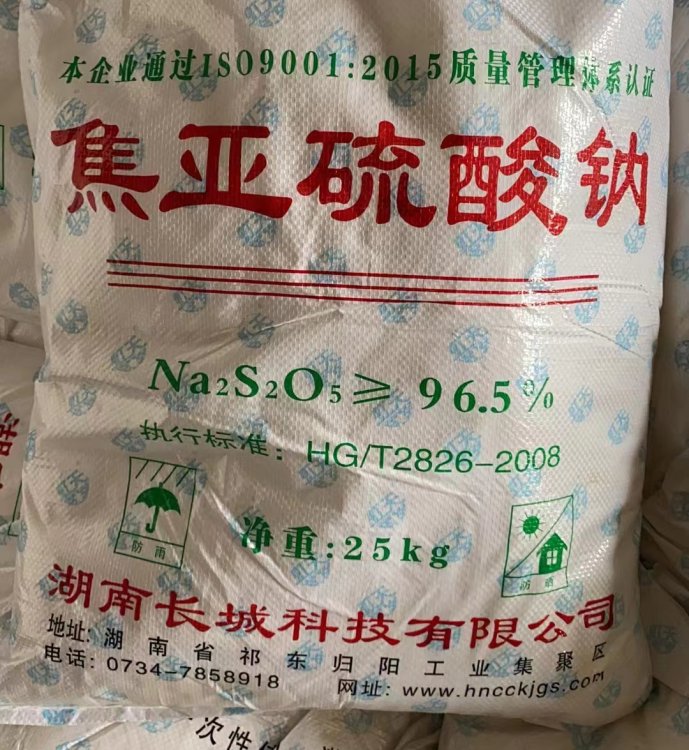 本企业通过ISO9001:2015质量管理体系认证
焦亚硫酸钠
Na2S2O5≥96.5%
执行标准：HG/T2826-2008
防雨
净重:25kg
防晒
湖南长城科技有限公司
地址：湖南省祁东归阳工业集聚区
电话：0734-7858918 网址：www.hncckjgs.com
次性